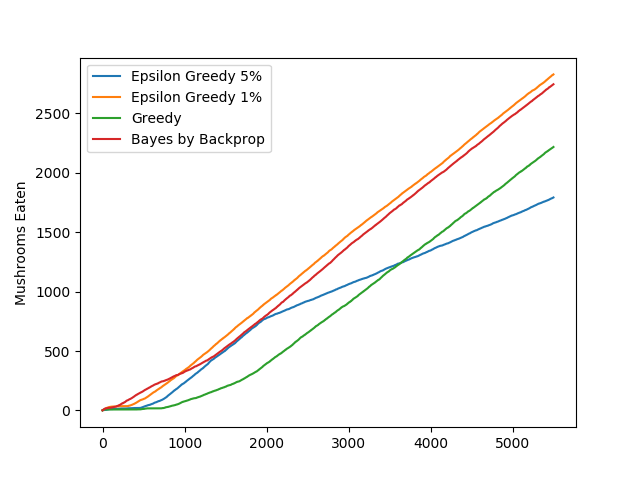 Epsilon Greedy 5%
Epsilon Greedy 1%
Greedy
Bayes by Backprop
Mushrooms Eaten
2500
2000
1500
1000
500
0
0 1000 2000 3000 4000 5000